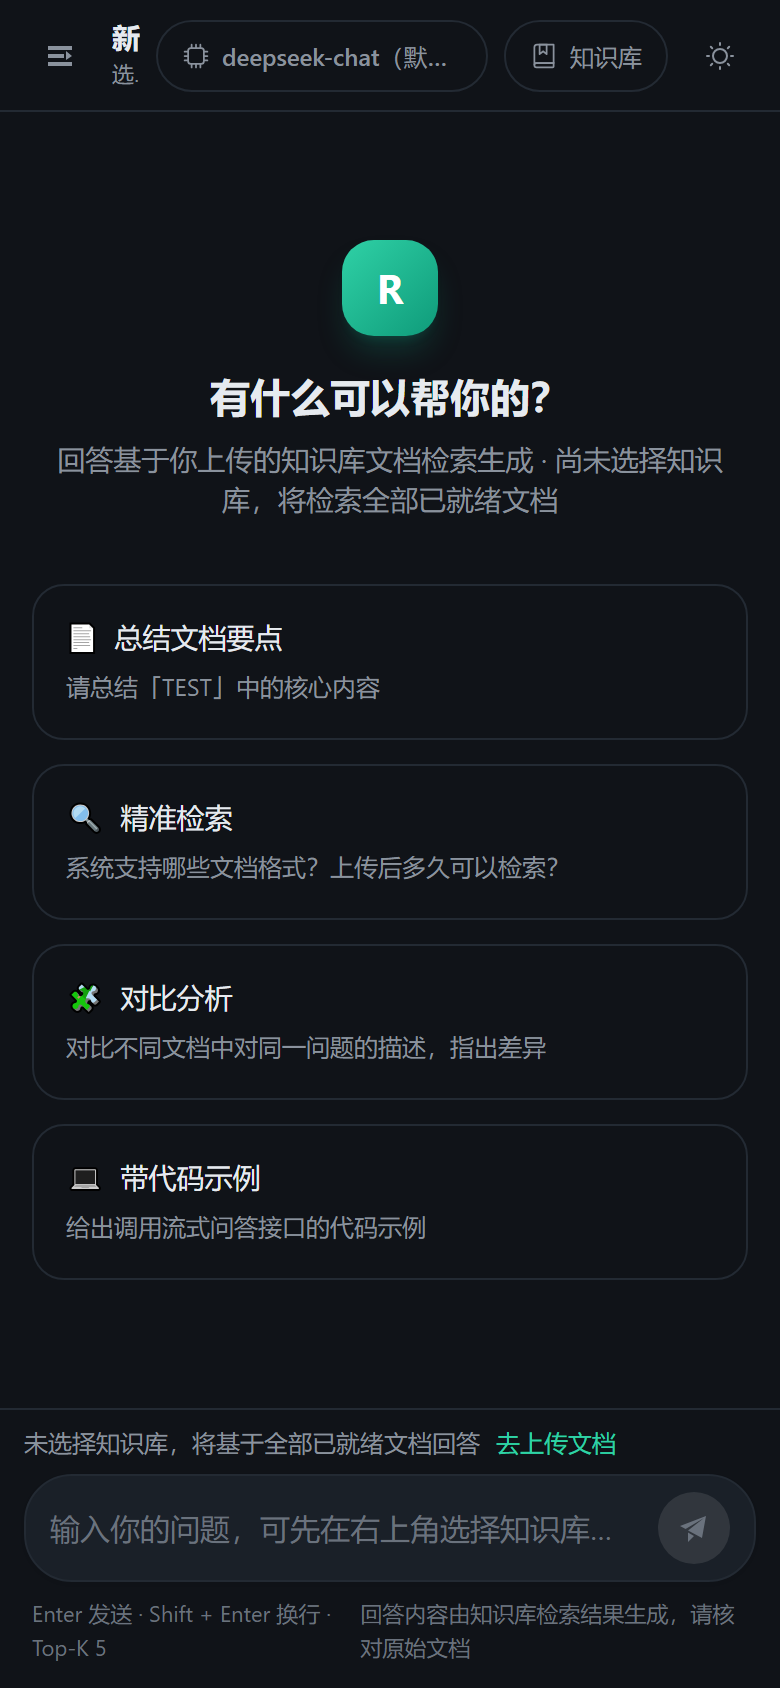 新
选.
deepseek-chat（默...
知识库
R
有什么可以帮你的？
回答基于你上传的知识库文档检索生成 · 尚未选择知识
库，将检索全部已就绪文档
总结文档要点
请总结「TEST」中的核心内容
精准检索
系统支持哪些文档格式？上传后多久可以检索？
对比分析
对比不同文档中对同一问题的描述，指出差异
带代码示例
给出调用流式问答接口的代码示例
未选择知识库，将基于全部已就绪文档回答 去上传文档
输入你的问题，可先在右上角选择知识库...
Enter 发送 · Shift + Enter 换行 ·
Top-K 5
回答内容由知识库检索结果生成，请核
对原始文档